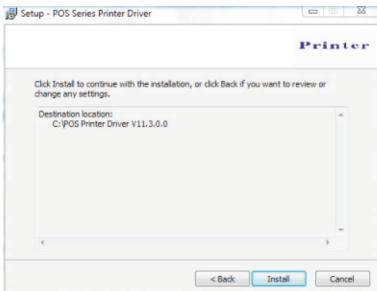 Setup - POS Series Printer Driver
Printer
Click Install to continue with the installation, or click Back if you want to review or
change any settings.
Destination location:
C:\POS Printer Driver V11.3.0.0
< Back
Install
Cancel